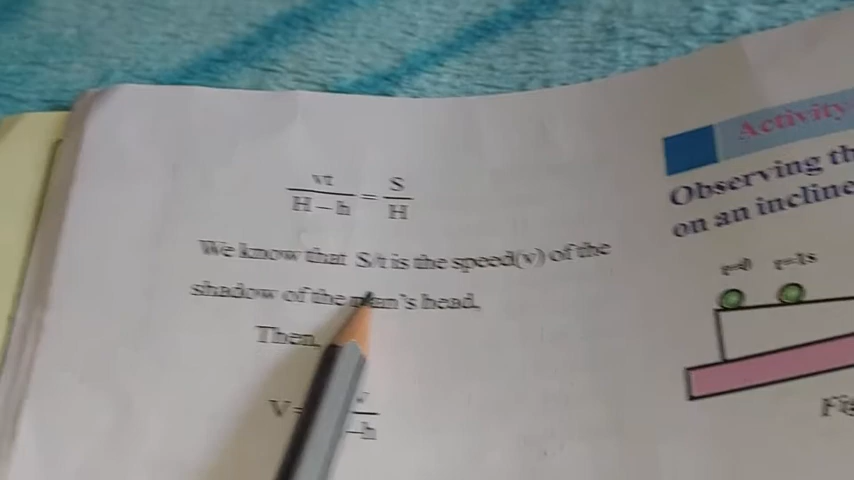 vt
H – h
=
S
H
We know that S/t is the speed(v) of the
shadow of the man's head.
Then,
V=
–h
Activity
Observing th
on an incline
t=0 t=1s
Fig